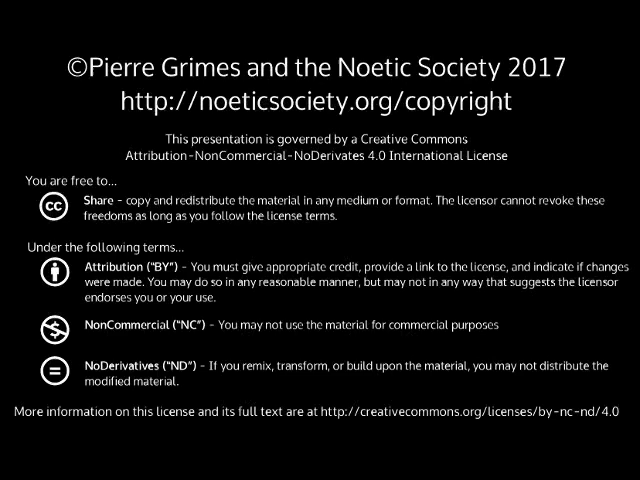 ©Pierre Grimes and the Noetic Society 2017
http://noeticsociety.org/copyright
This presentation is governed by a Creative Commons
Attribution-NonCommercial-NoDerivates 4.0 International License
You are free to...
cc
Share - copy and redistribute the material in any medium or format. The licensor cannot revoke these
freedoms as long as you follow the license terms.
Under the following terms...
Attribution ("BY") - You must give appropriate credit, provide a link to the license, and indicate if changes
were made. You may do so in any reasonable manner, but may not in any way that suggests the licensor
endorses you or your use.
NonCommercial ("NC") - You may not use the material for commercial purposes
NoDerivatives ("ND") - If you remix, transform, or build upon the material, you may not distribute the
modified material.
More information on this license and its full text are at http://creativecommons.org/licenses/by-nc-nd/4.0